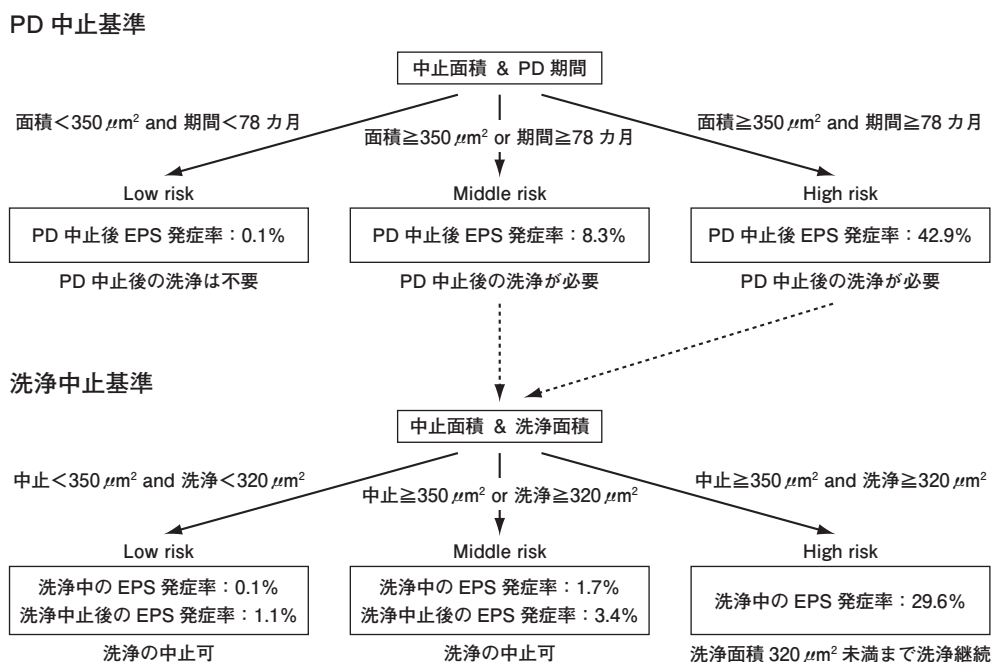 PD 中止基準
中止面積 & PD 期間
面積<350 μm² and 期間<78 カ月
面積≧350 μm² or 期間≧78 カ月
面積≧350 μm² and 期間≧78 カ月
Low risk
Middle risk
High risk
PD 中止後 EPS 発症率：0.1%
PD 中止後 EPS 発症率：8.3%
PD 中止後 EPS 発症率：42.9%
PD 中止後の洗浄は不要
PD 中止後の洗浄が必要
PD 中止後の洗浄が必要
洗浄中止基準
中止面積 & 洗浄面積
中止<350 μm² and 洗浄<320 μm²
中止≧350 μm² or 洗浄≧320 μm²
中止≧350 μm² and 洗浄≧320 μm²
Low risk
Middle risk
High risk
洗浄中の EPS 発症率：0.1%
洗浄中止後の EPS 発症率：1.1%
洗浄中の EPS 発症率：1.7%
洗浄中止後の EPS 発症率：3.4%
洗浄中の EPS 発症率：29.6%
洗浄の中止可
洗浄の中止可
洗浄面積 320 μm² 未満まで洗浄継続